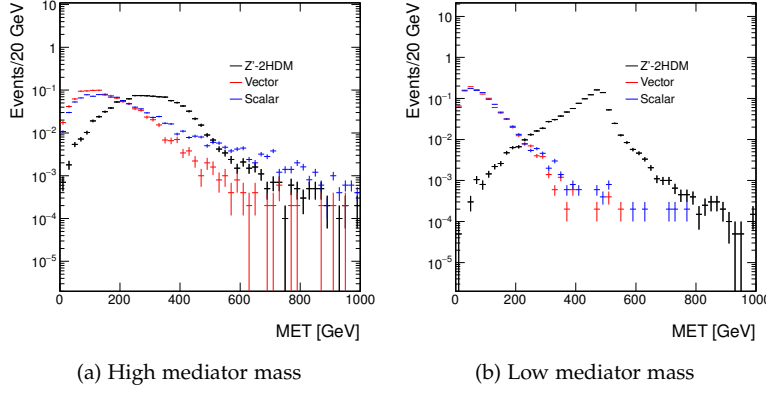 Events/20 GeV
10
1
10⁻¹
10⁻²
10⁻³
10⁻⁴
10⁻⁵
Z'-2HDM
Vector
Scalar
0 200 400 600 800 1000
MET [GeV]
(a) High mediator mass
Events/20 GeV
10
1
10⁻¹
10⁻²
10⁻³
10⁻⁴
10⁻⁵
Z'-2HDM
Vector
Scalar
0 200 400 600 800 1000
MET [GeV]
(b) Low mediator mass